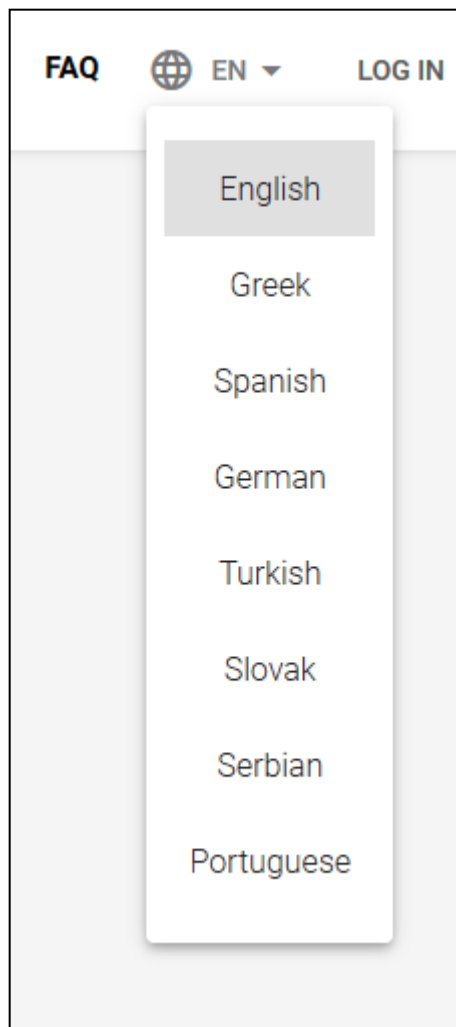 FAQ EN LOG IN
English
Greek
Spanish
German
Turkish
Slovak
Serbian
Portuguese